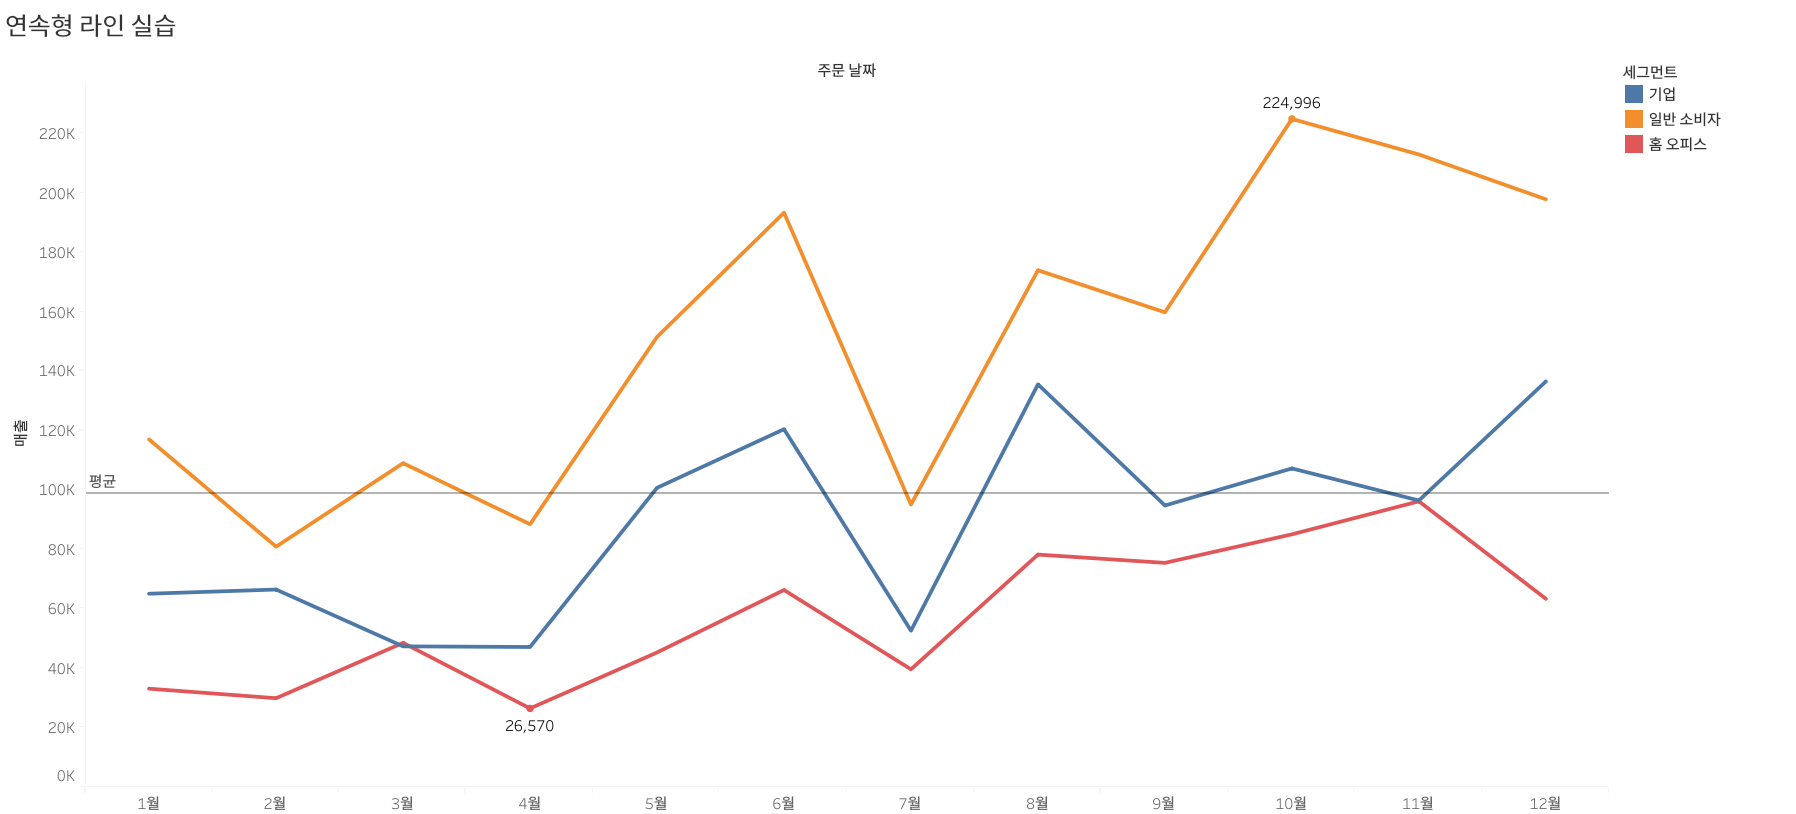 연속형 라인 실습
주문 날짜
세그먼트
기업
일반 소비자
홈 오피스
224,996
220K
200K
180K
160K
140K
120K
100K
80K
60K
40K
20K
0K
매출
평균
26,570
1월 2월 3월 4월 5월 6월 7월 8월 9월 10월 11월 12월